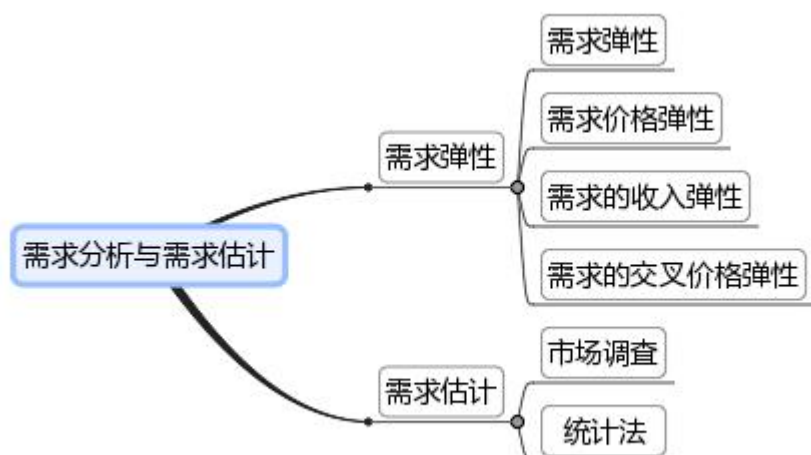 需求分析与需求估计
需求弹性
需求弹性
需求价格弹性
需求的收入弹性
需求的交叉价格弹性
需求估计
市场调查
统计法